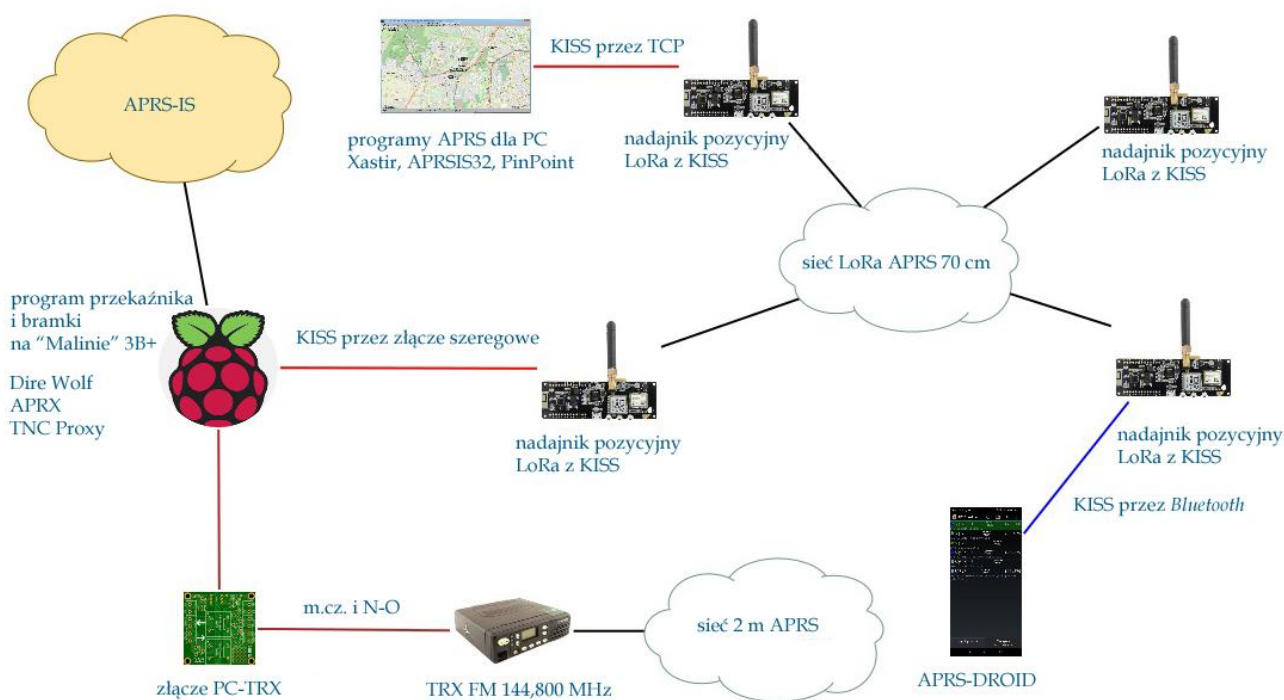 APRS-IS
KISS przez TCP
programy APRS dla PC
Xastir, APRSIS32, PinPoint
nadajnik pozycyjny
LoRa z KISS
nadajnik pozycyjny
LoRa z KISS
sieć LoRa APRS 70 cm
program przekaźnika
i bramki
na “Malinie” 3B+
Dire Wolf
APRX
TNC Proxy
KISS przez złącze szeregowe
nadajnik pozycyjny
LoRa z KISS
nadajnik pozycyjny
LoRa z KISS
KISS przez Bluetooth
m.cz. i N-O
sieć 2 m APRS
złącze PC-TRX
TRX FM 144,800 MHz
APRS-DROID